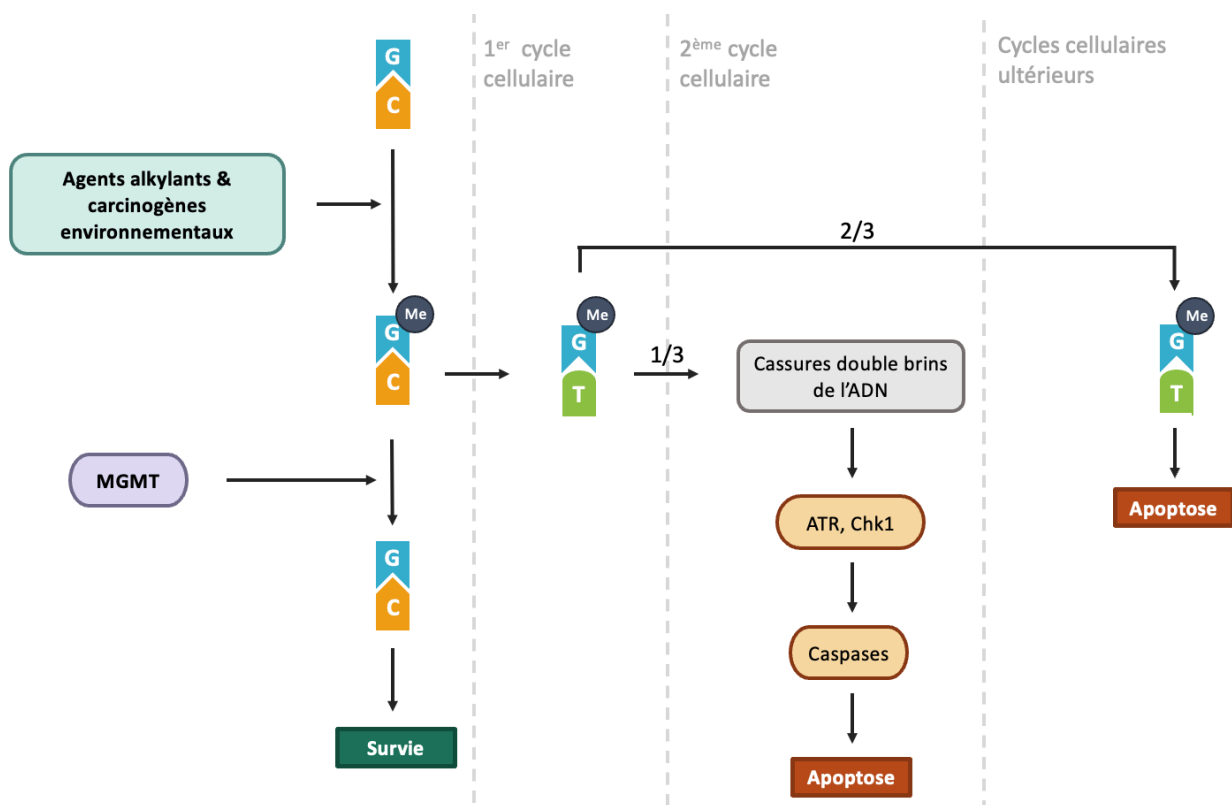 1er cycle
cellulaire
2ème cycle
cellulaire
Cycles cellulaires
ultérieurs
G
C
Agents alkylants &
carcinogènes
environnementaux
2/3
Me
G
C
Me
G
T
1/3
Cassures double brins
de l'ADN
Me
G
T
MGMT
Apoptose
ATR, Chk1
G
C
Caspases
Survie
Apoptose